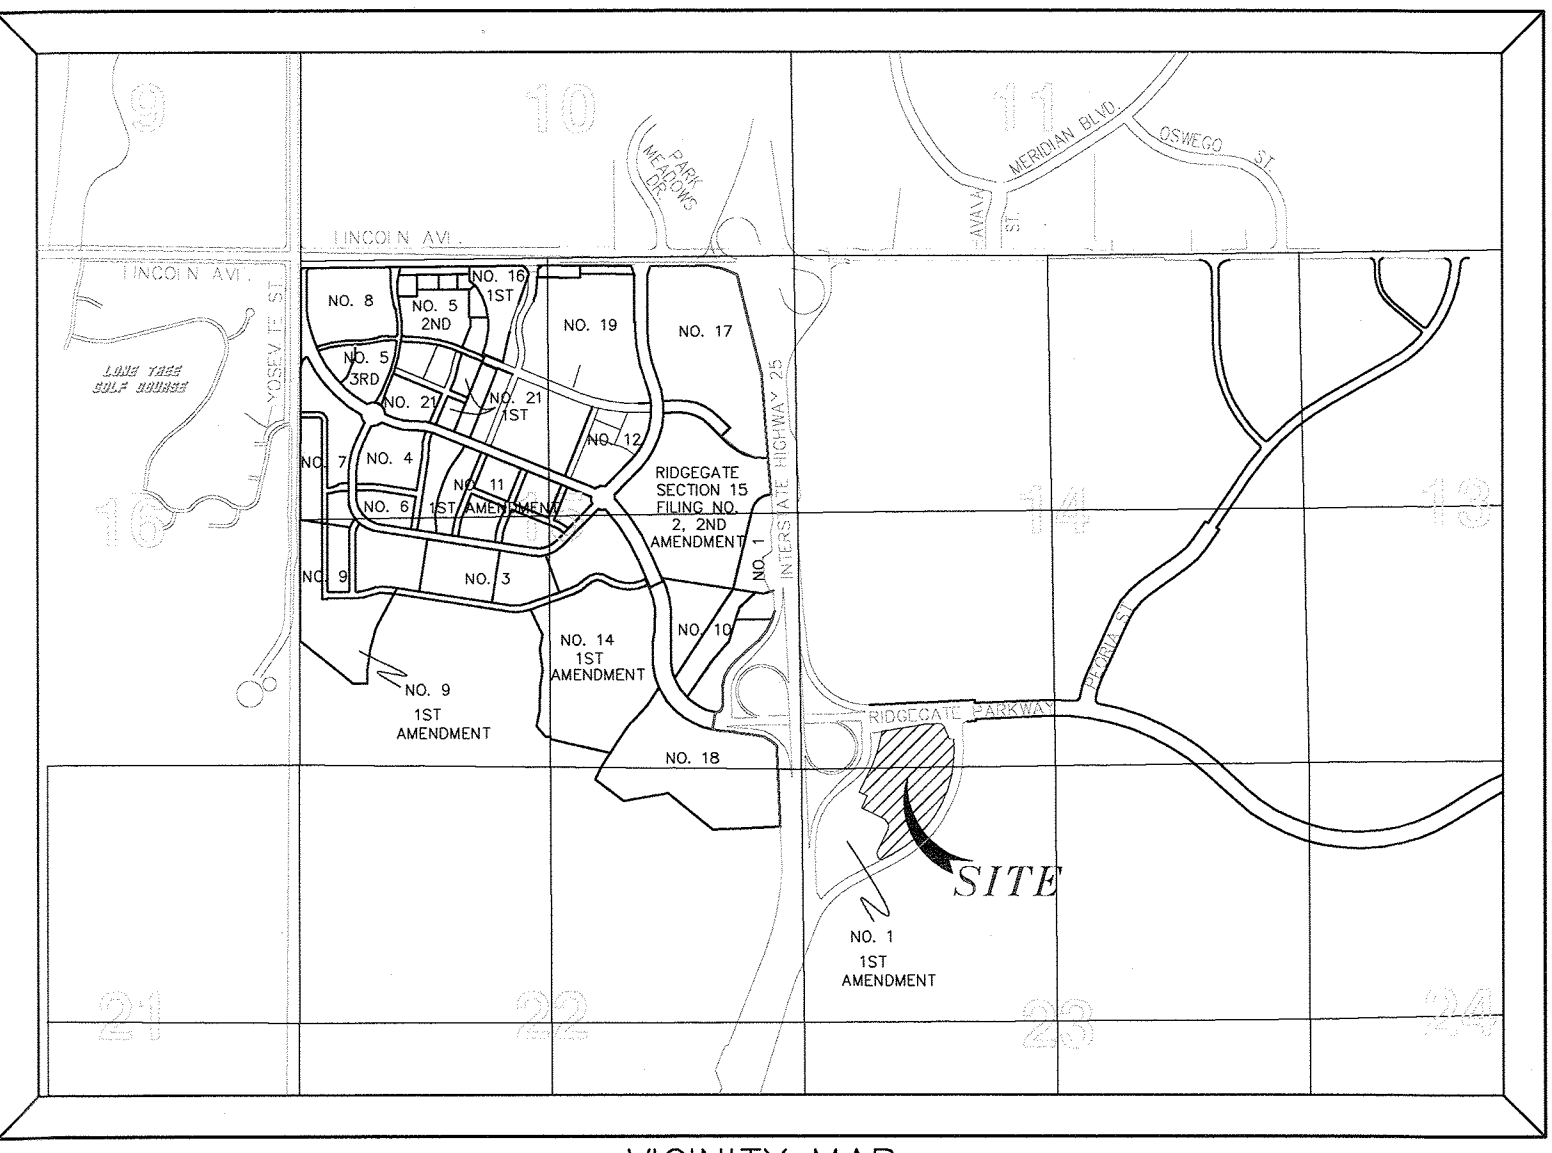 9
10
11
MERIDIAN BLVD.
OSWEGO ST.
PARK
MEADOWS
DR.
ST.
LINCOLN AVE.
LINCOLN AVE.
YOSEMITE ST.
LONE TREE
GOLF COURSE
NO. 8
NO. 5
2ND
NO. 16
1ST
NO. 19
NO. 17
NO. 5
3RD
NO. 21
NO. 21
1ST
NO. 12
INTERSTATE HIGHWAY 25
NO. 7
NO. 4
NO. 11
1ST AMENDMENT
NO. 6
RIDGEGATE
SECTION 15
FILING NO.
2, 2ND
AMENDMENT
NO. 1
16
15
14
13
NO. 9
NO. 3
NO. 14
1ST
AMENDMENT
NO. 10
PEORIA ST.
NO. 9
1ST
AMENDMENT
RIDGEGATE PARKWAY
NO. 18
SITE
NO. 1
1ST
AMENDMENT
21
22
23
24
VICINITY MAP